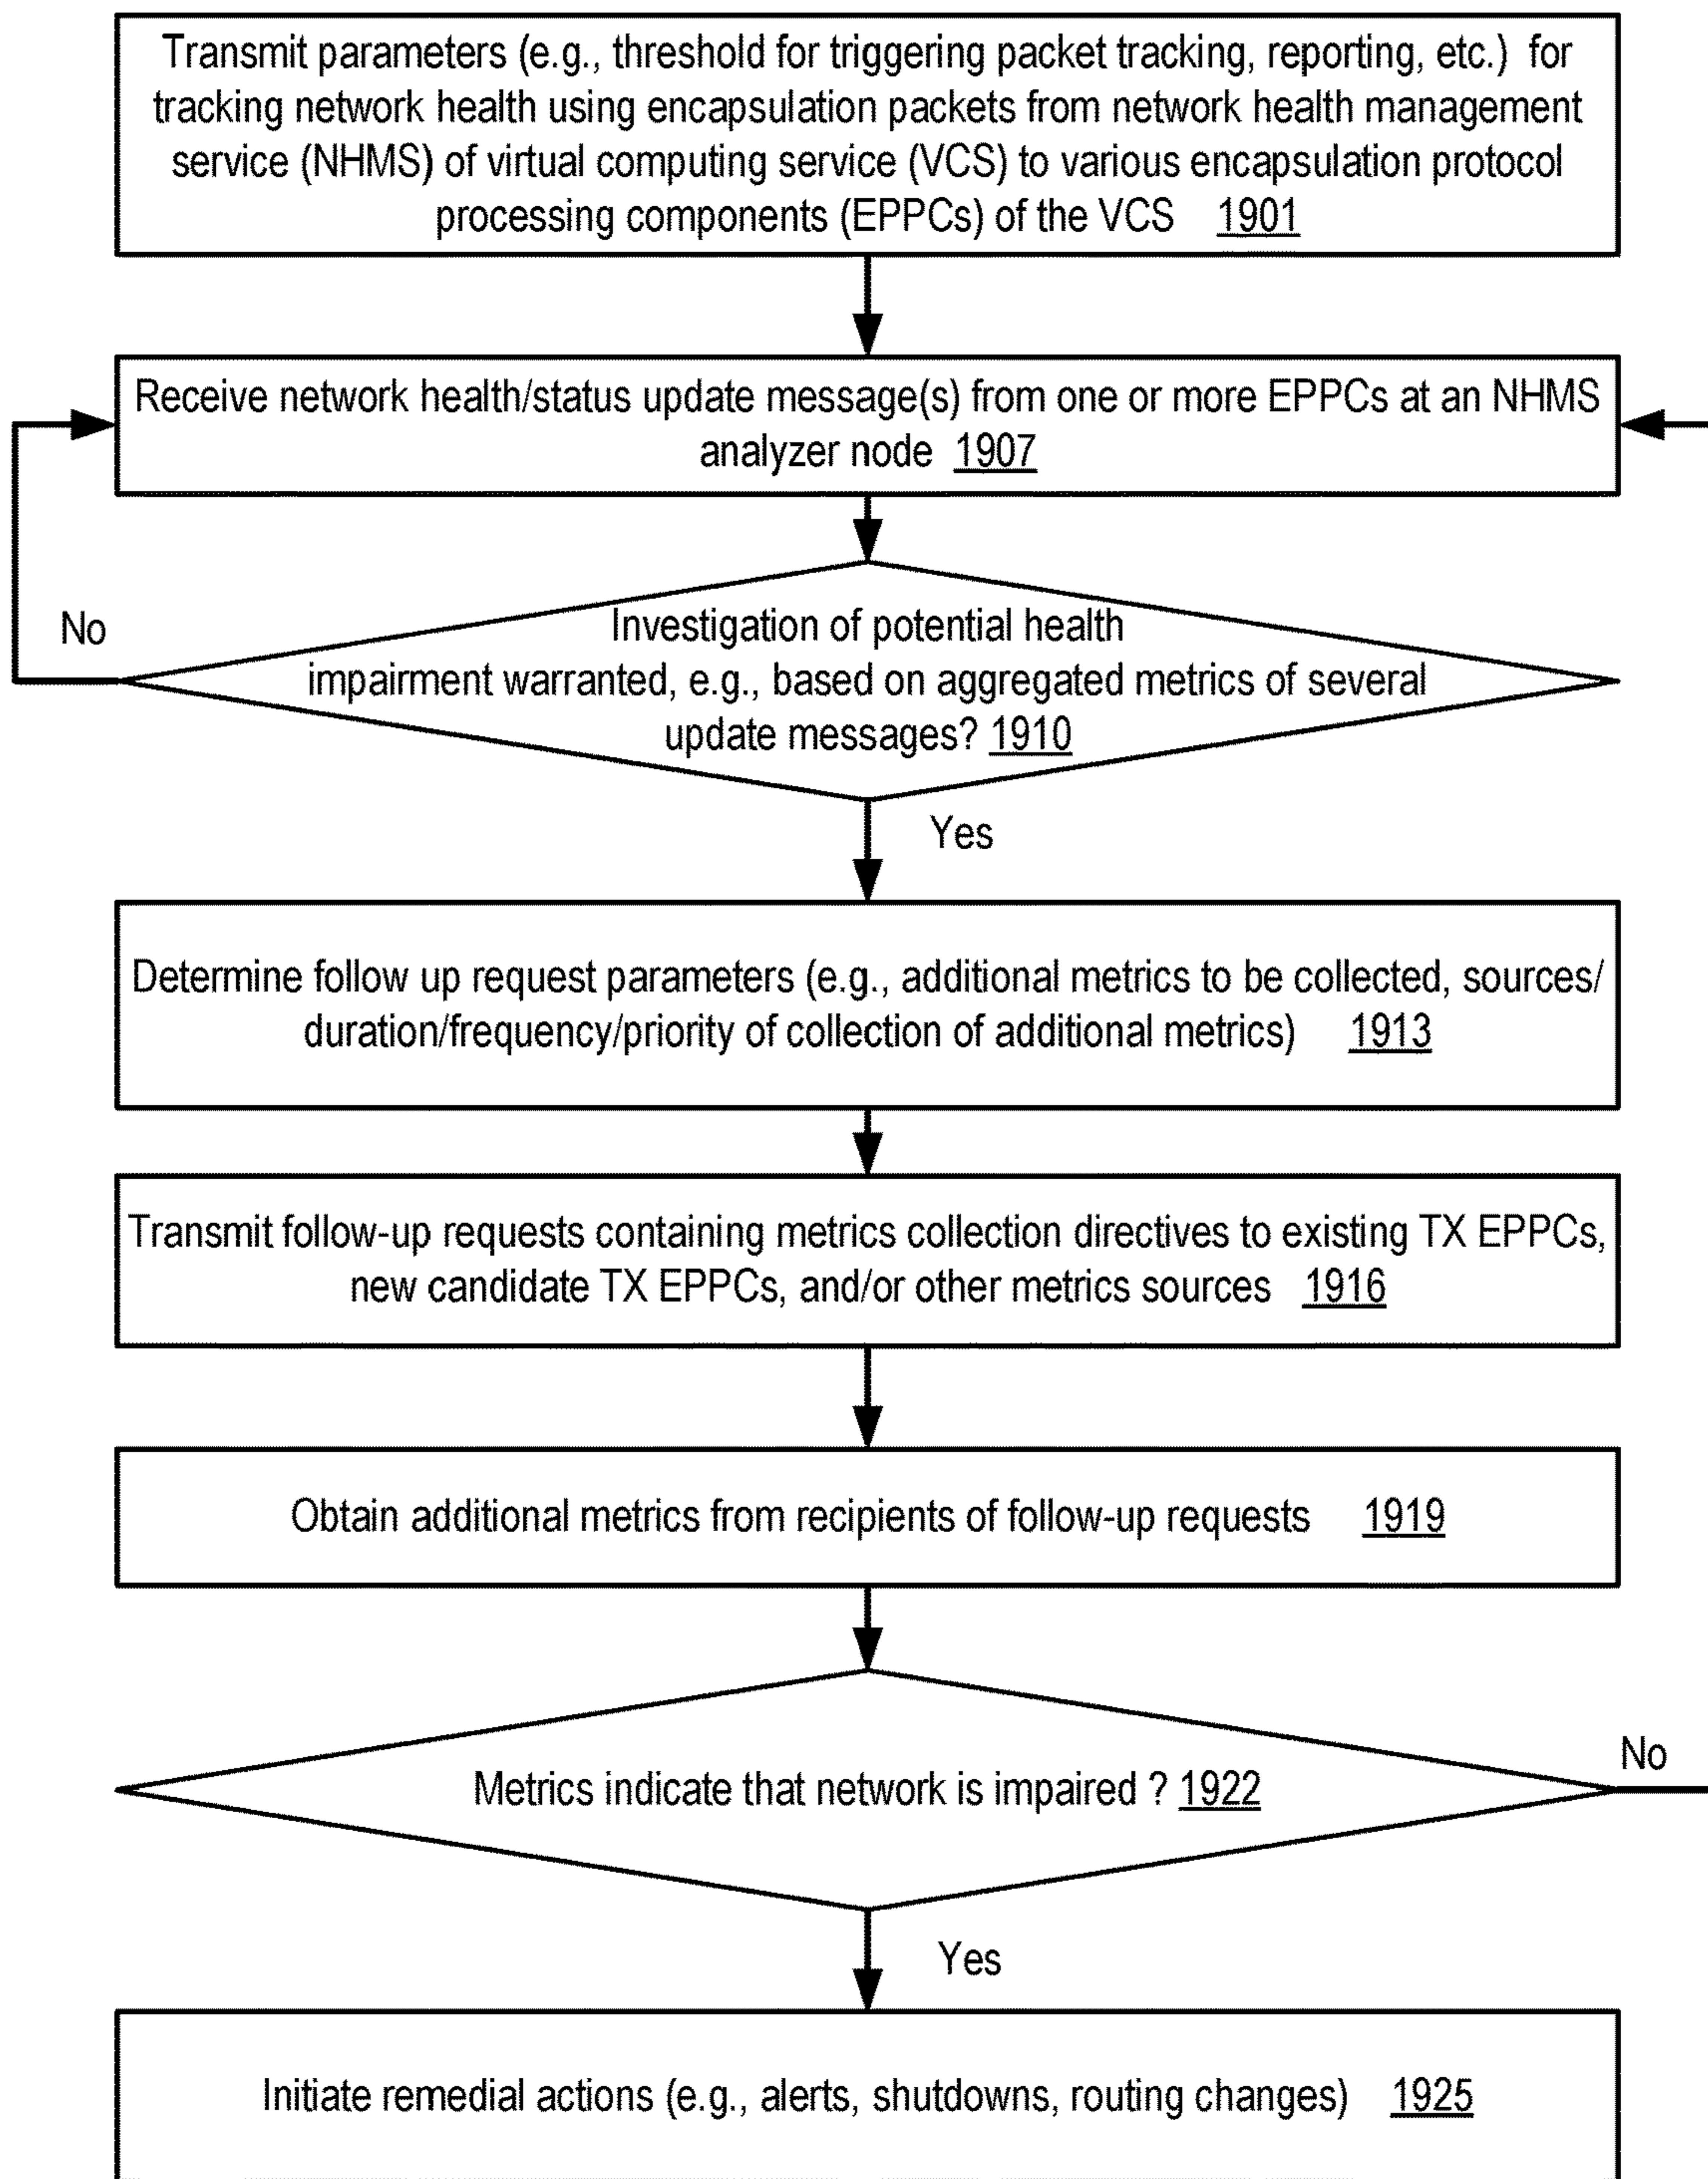 Transmit parameters (e.g., threshold for triggering packet tracking, reporting, etc.) for
tracking network health using encapsulation packets from network health management
service (NHMS) of virtual computing service (VCS) to various encapsulation protocol
processing components (EPPCs) of the VCS 1901
Receive network health/status update message(s) from one or more EPPCs at an NHMS
analyzer node 1907
No
Investigation of potential health
impairment warranted, e.g., based on aggregated metrics of several
update messages? 1910
Yes
Determine follow up request parameters (e.g., additional metrics to be collected, sources/
duration/frequency/priority of collection of additional metrics) 1913
Transmit follow-up requests containing metrics collection directives to existing TX EPPCs,
new candidate TX EPPCs, and/or other metrics sources 1916
Obtain additional metrics from recipients of follow-up requests 1919
No
Metrics indicate that network is impaired ? 1922
Yes
Initiate remedial actions (e.g., alerts, shutdowns, routing changes) 1925